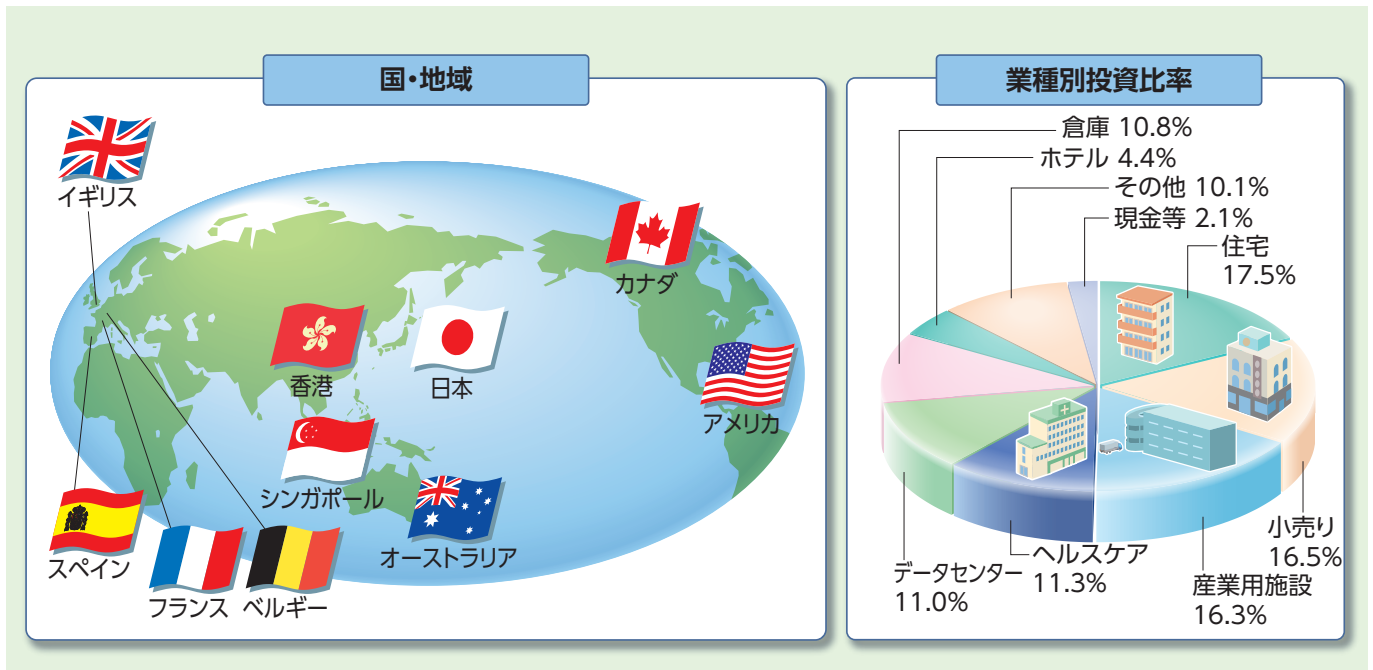 国・地域
イギリス
カナダ
香港
日本
アメリカ
シンガポール
オーストラリア
スペイン
フランス
ベルギー
業種別投資比率
倉庫 10.8%
ホテル 4.4%
その他 10.1%
現金等 2.1%
住宅
17.5%
小売り
16.5%
産業用施設
16.3%
ヘルスケア
11.3%
データセンター
11.0%